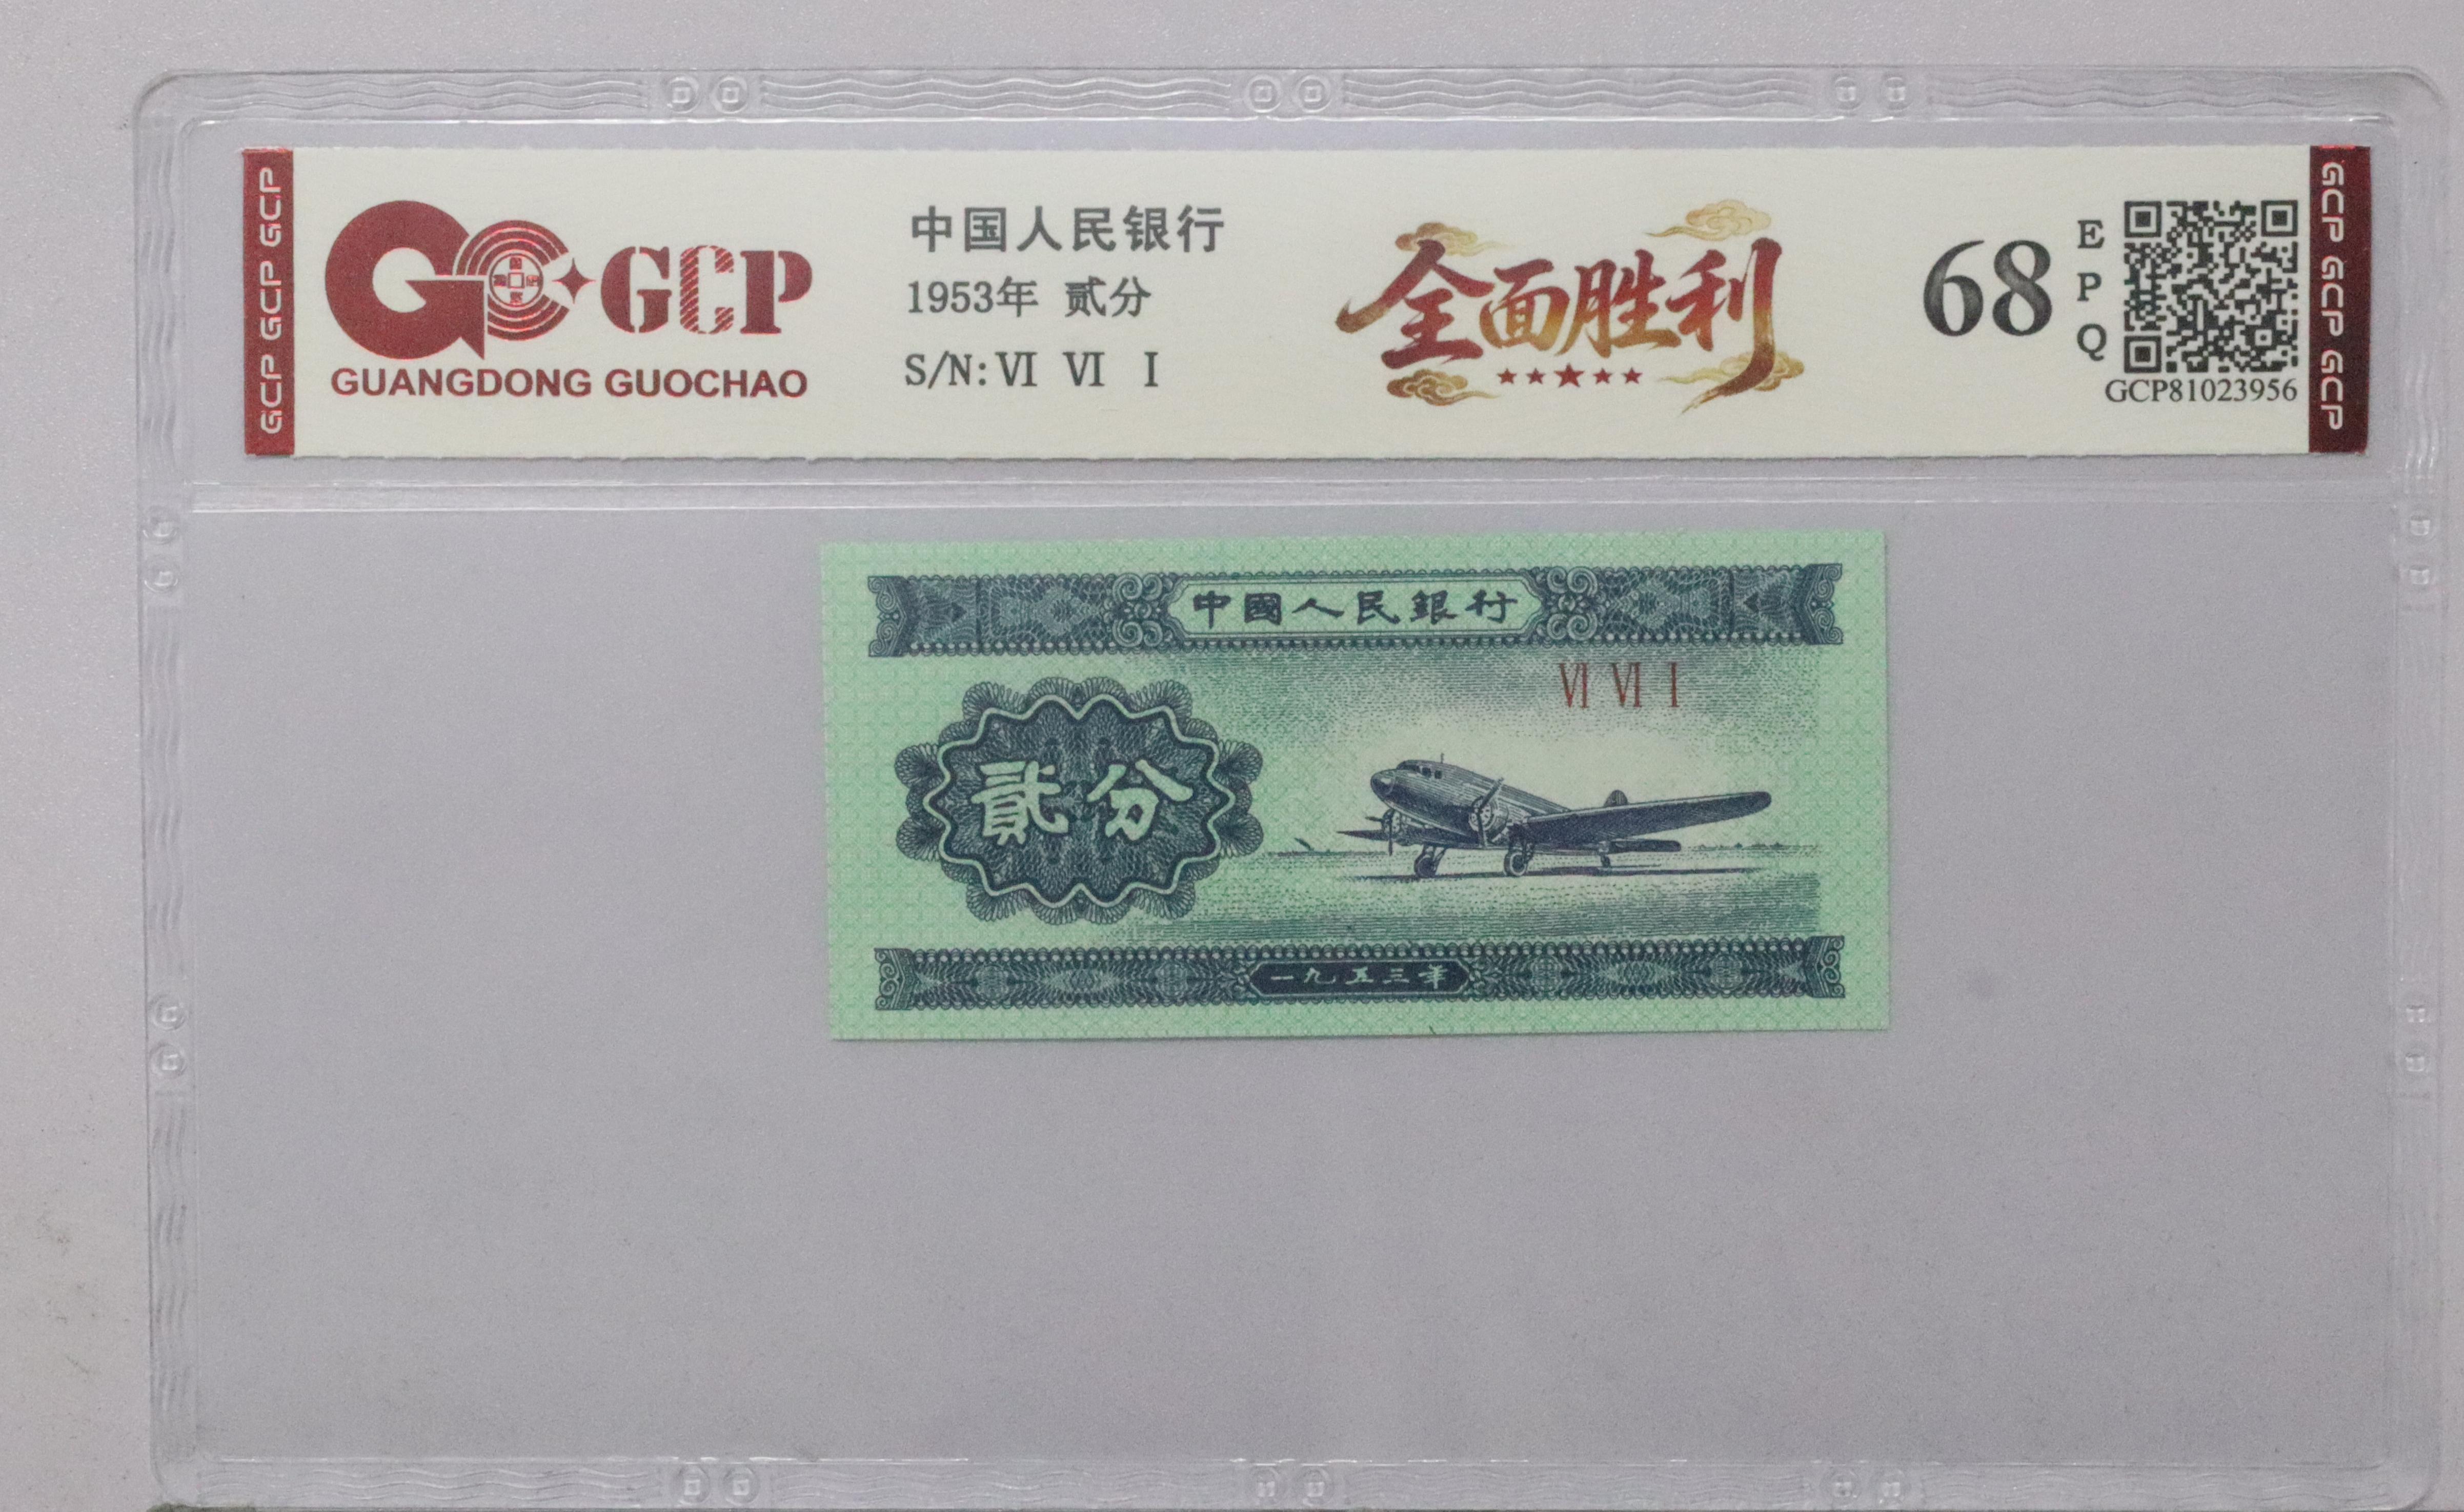 GCP GCP GCP
GCP
GUANGDONG GUOCHAO
中国人民银行
1953年 贰分
S/N: VI VI I
全面胜利
★★★★★
68
E
P
Q
GCP81023956
GCP GCP GCP
中國人民銀行
VI VI I
貳分
一九五三年